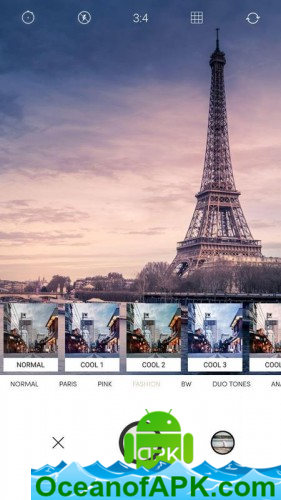 3:4
NORMAL COOL 1 COOL 2 COOL 3 COOL
NORMAL PARIS PINK FASHION BW DUO TONES ANA
APK
OceanofAPK.com